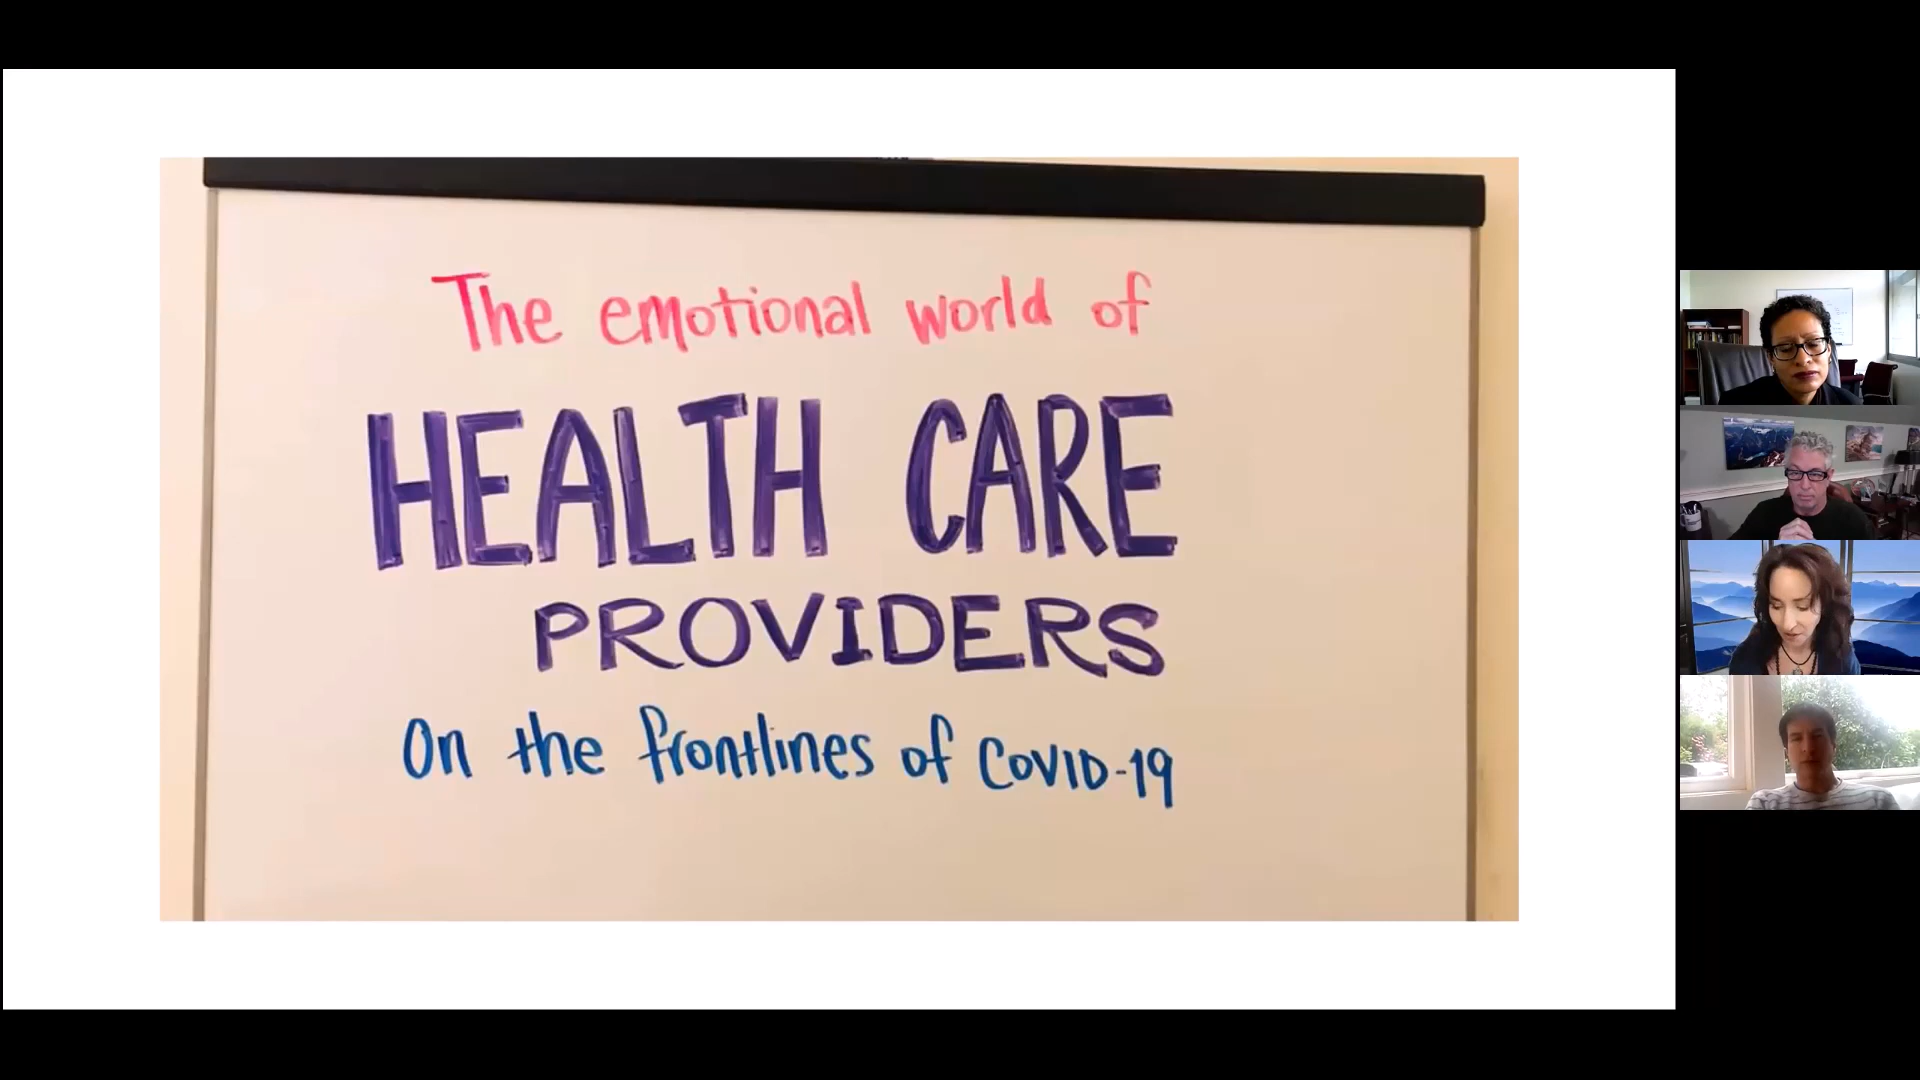 The emotional world of
HEALTH CARE
PROVIDERS
On the frontlines of COVID-19